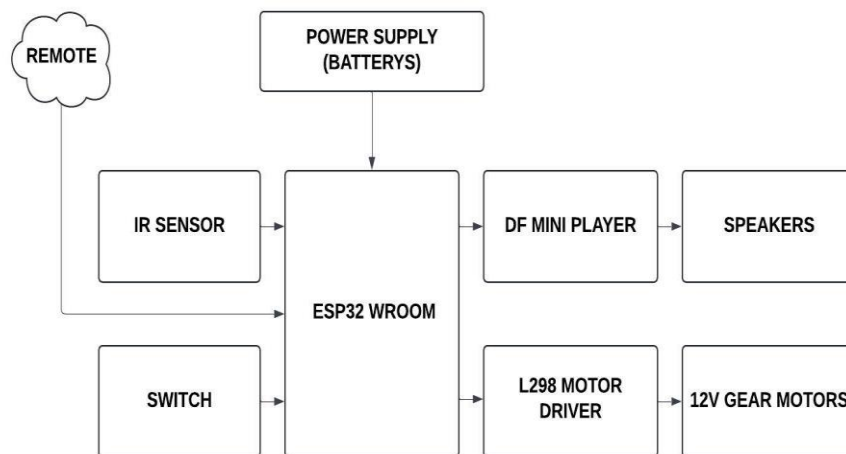 REMOTE
POWER SUPPLY
(BATTERYS)
IR SENSOR
DF MINI PLAYER
SPEAKERS
ESP32 WROOM
SWITCH
L298 MOTOR
DRIVER
12V GEAR MOTORS